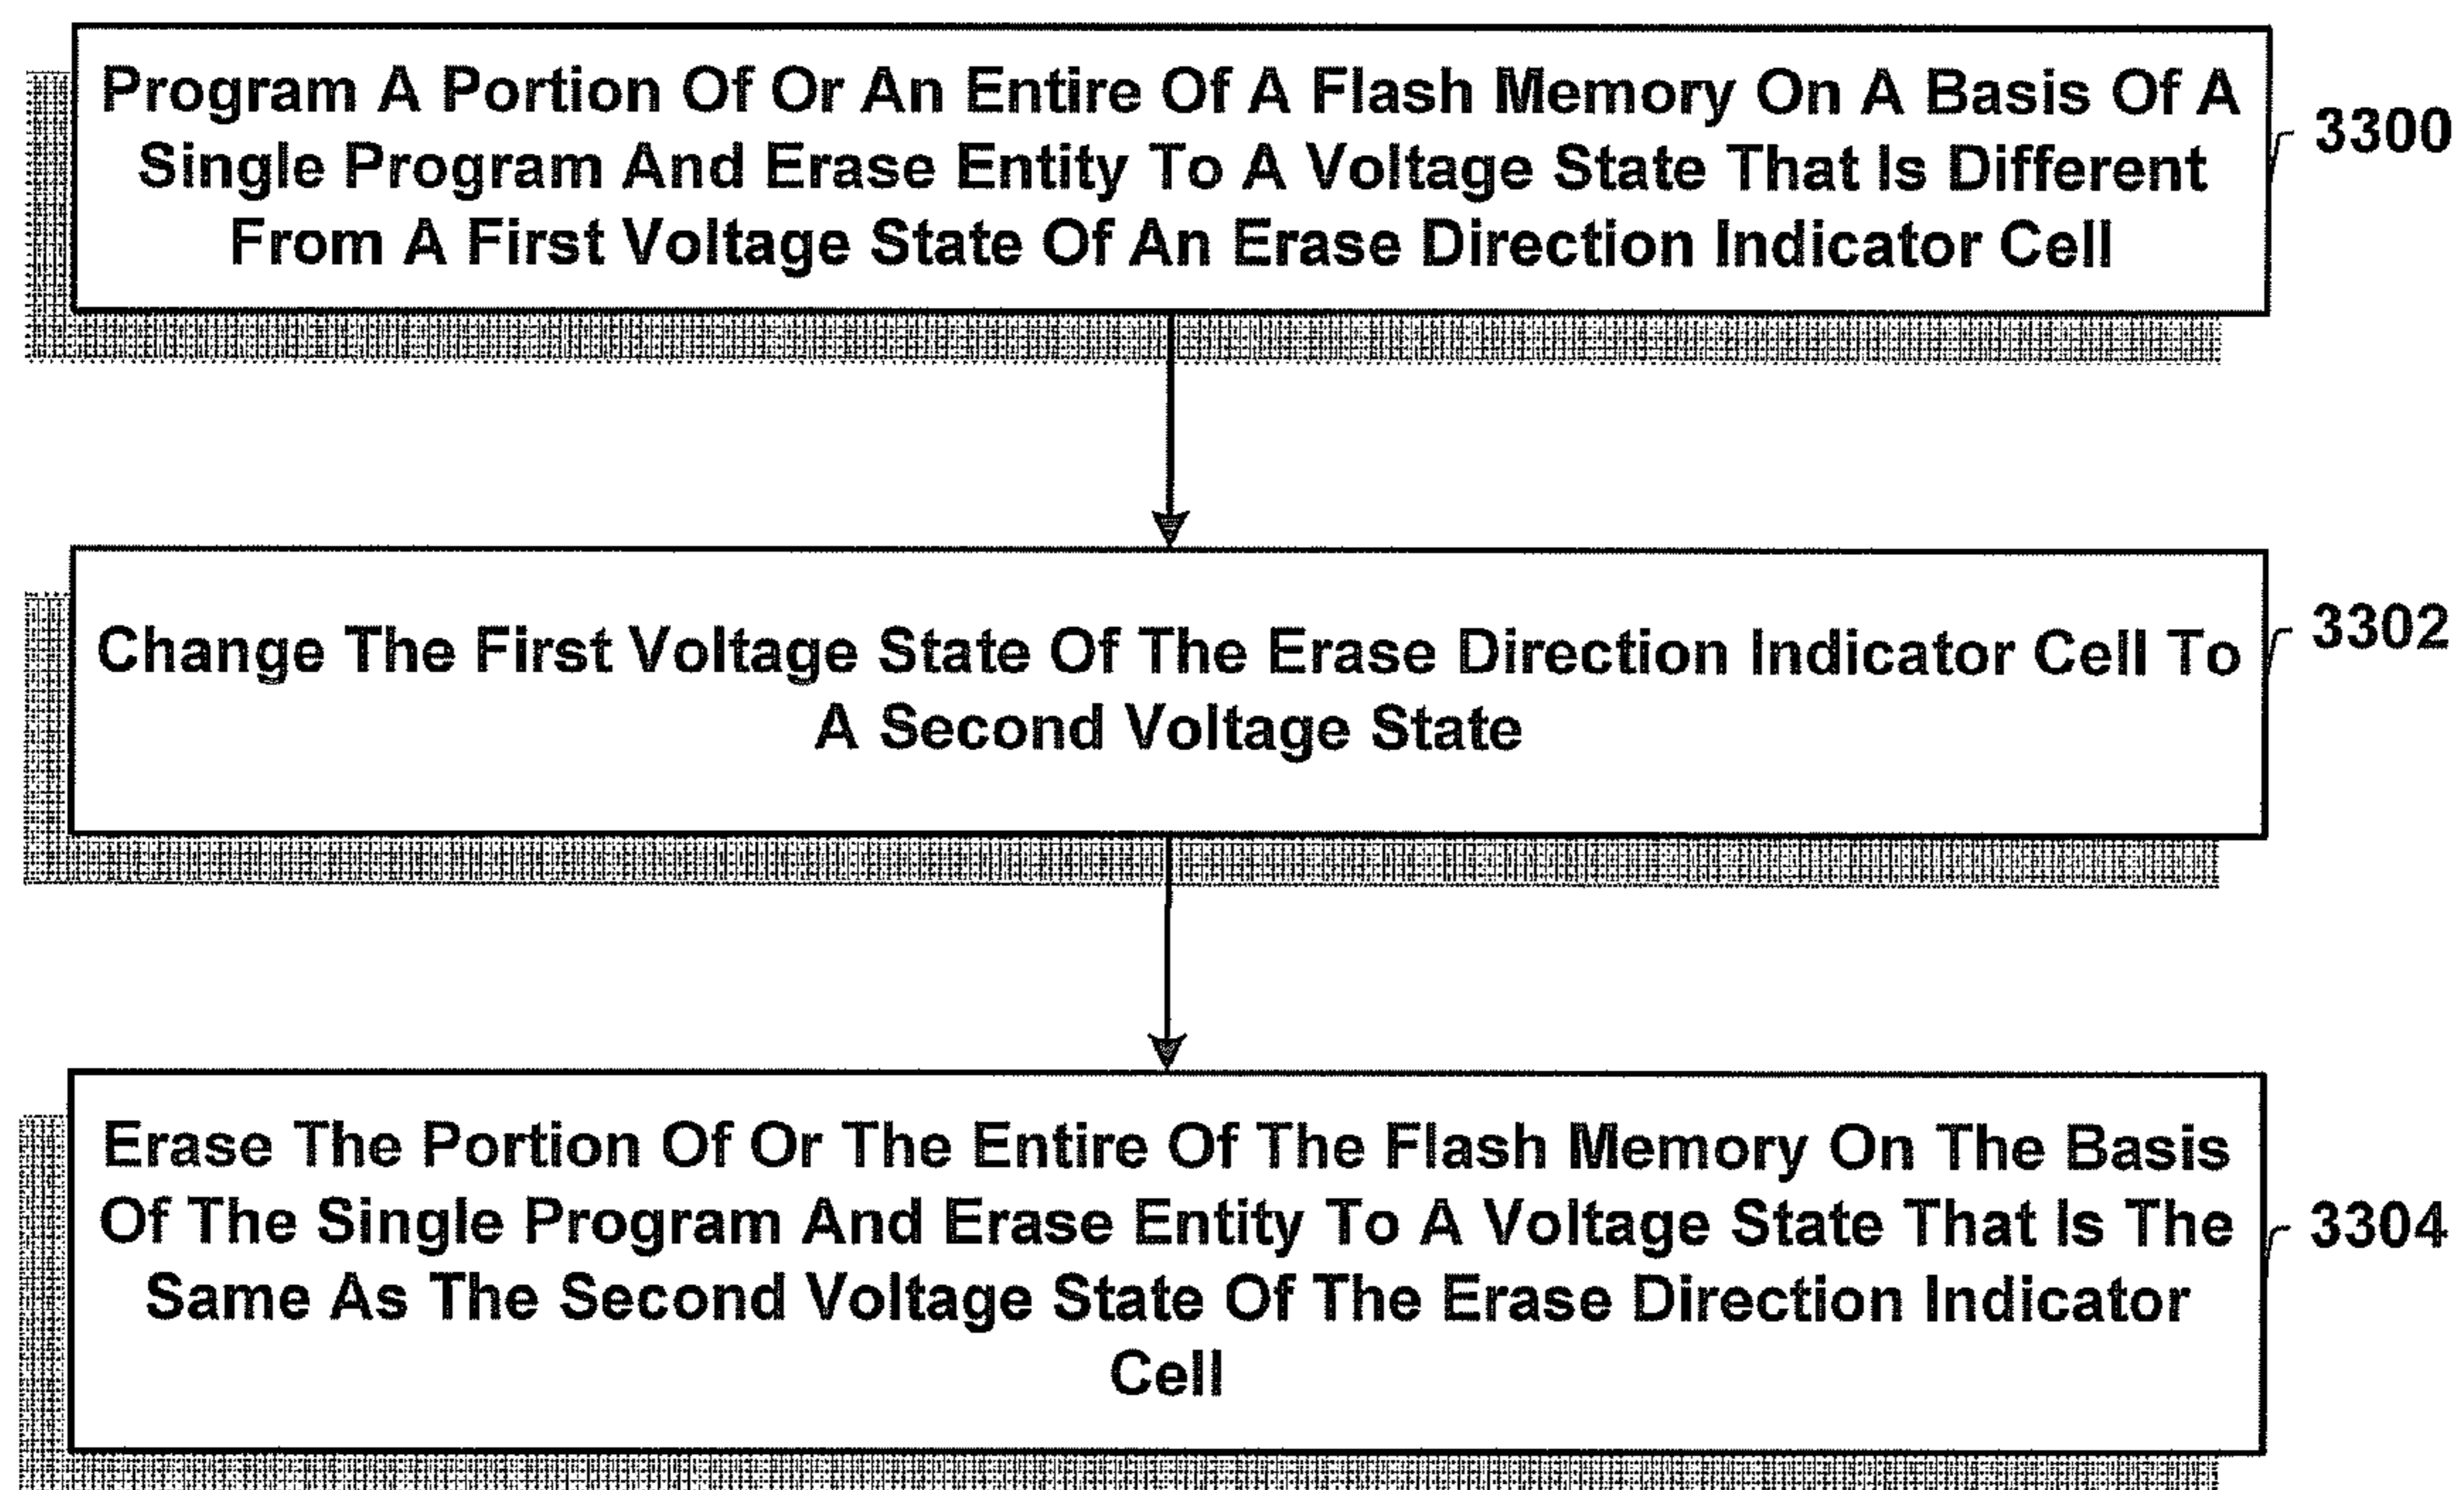 Program A Portion Of Or An Entire Of A Flash Memory On A Basis Of A
Single Program And Erase Entity To A Voltage State That Is Different
From A First Voltage State Of An Erase Direction Indicator Cell
3300
Change The First Voltage State Of The Erase Direction Indicator Cell To
A Second Voltage State
3302
Erase The Portion Of Or The Entire Of The Flash Memory On The Basis
Of The Single Program And Erase Entity To A Voltage State That Is The
Same As The Second Voltage State Of The Erase Direction Indicator
Cell
3304